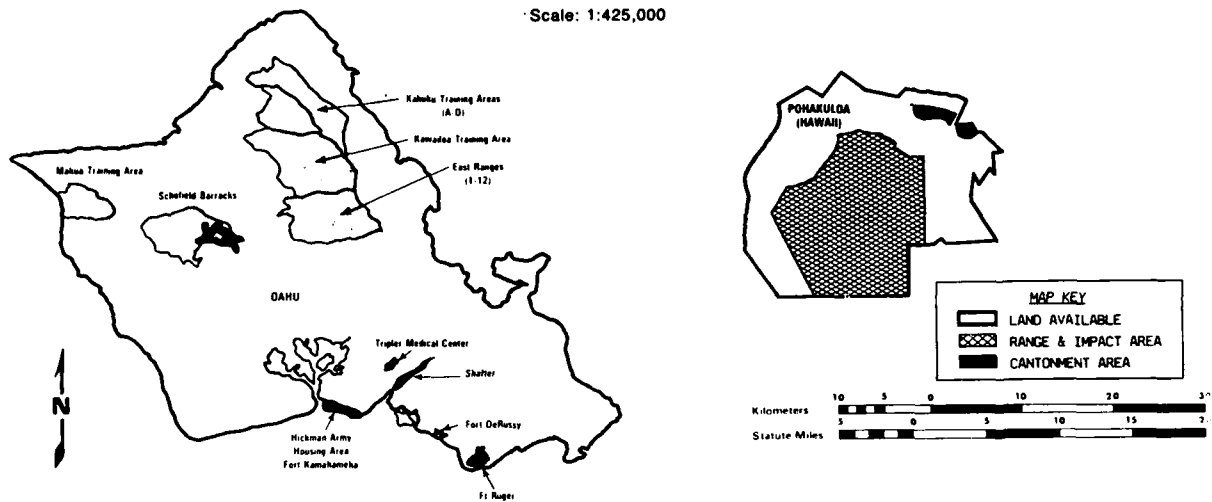 Scale: 1:425,000
Kahuku Training Areas
(A-D)
Kawailoa Training Area
East Ranges
(1-12)
Makua Training Area
Schofield Barracks
OAHU
Tripler Medical Center
Shafter
N
Hickman Army
Housing Area
Fort Kamakameka
Fort DeRussy
Ft Ruger
POHAKULOA
(HAWAII)
MAP KEY
LAND AVAILABLE
RANGE & IMPACT AREA
CANTONMENT AREA
10 5 0 10 20
Kilometers
Statute Miles
5 0 5 10 15